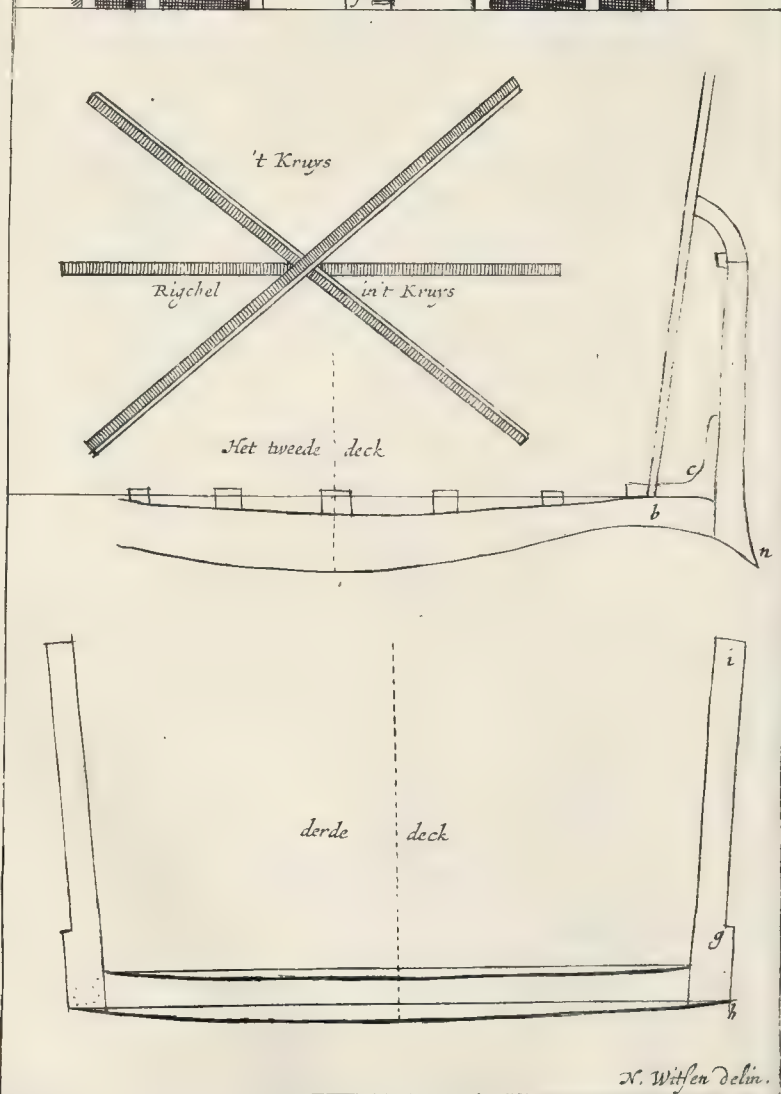 't Kruys
Rigchel in't Kruys
Het tweede deck
c
b
n
i
derde deck
g
h
N. Witsen delin.